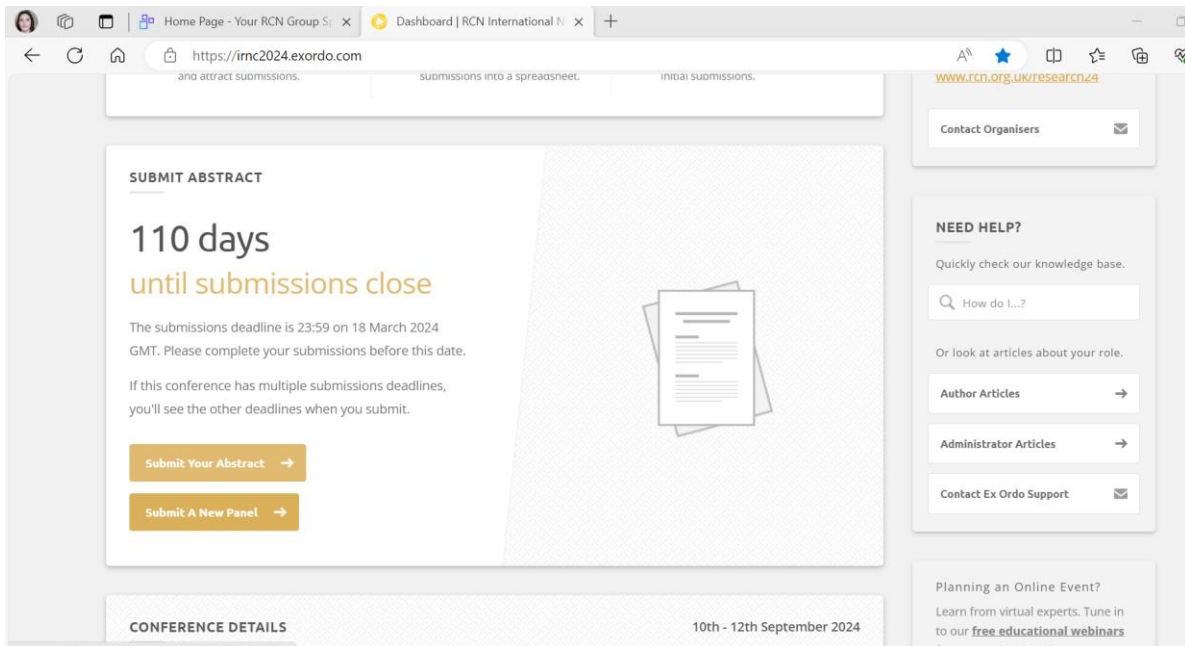 Home Page - Your RCN Group Sp
Dashboard | RCN International N
https://irnc2024.exordo.com
and attract submissions.
submissions into a spreadsheet.
initial submissions.
www.rcn.org.uk/research24
Contact Organisers
SUBMIT ABSTRACT
110 days
until submissions close
The submissions deadline is 23:59 on 18 March 2024
GMT. Please complete your submissions before this date.
If this conference has multiple submissions deadlines,
you'll see the other deadlines when you submit.
Submit Your Abstract
Submit A New Panel
NEED HELP?
Quickly check our knowledge base.
How do I...?
Or look at articles about your role.
Author Articles
Administrator Articles
Contact Ex Ordo Support
CONFERENCE DETAILS
10th - 12th September 2024
Planning an Online Event?
Learn from virtual experts. Tune in
to our free educational webinars